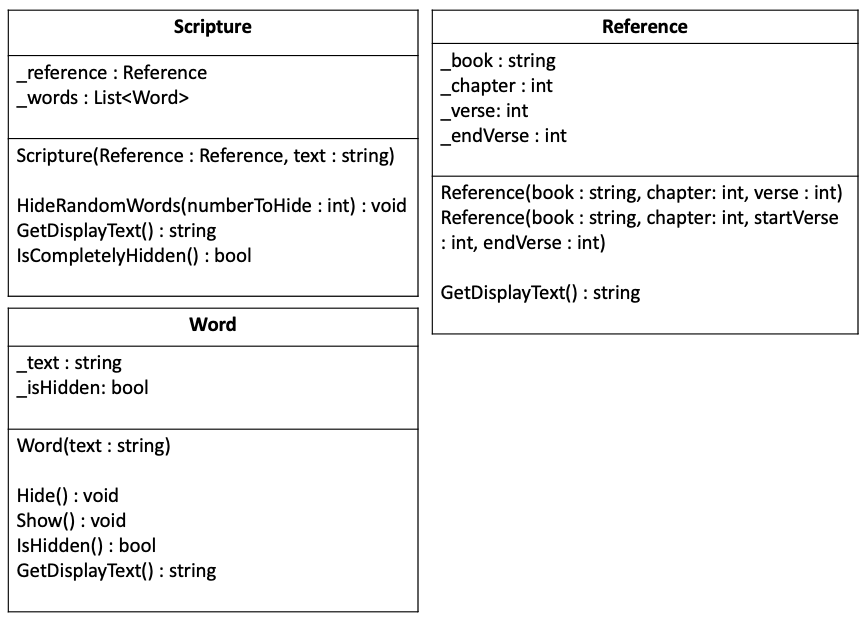 Scripture
_reference : Reference
_words : List<Word>
Scripture(Reference : Reference, text : string)
HideRandomWords(numberToHide : int) : void
GetDisplayText() : string
IsCompletelyHidden() : bool
Reference
_book : string
_chapter : int
_verse: int
_endVerse : int
Reference(book : string, chapter: int, verse : int)
Reference(book : string, chapter: int, startVerse
: int, endVerse : int)
GetDisplayText() : string
Word
_text : string
_isHidden: bool
Word(text : string)
Hide() : void
Show() : void
IsHidden() : bool
GetDisplayText() : string